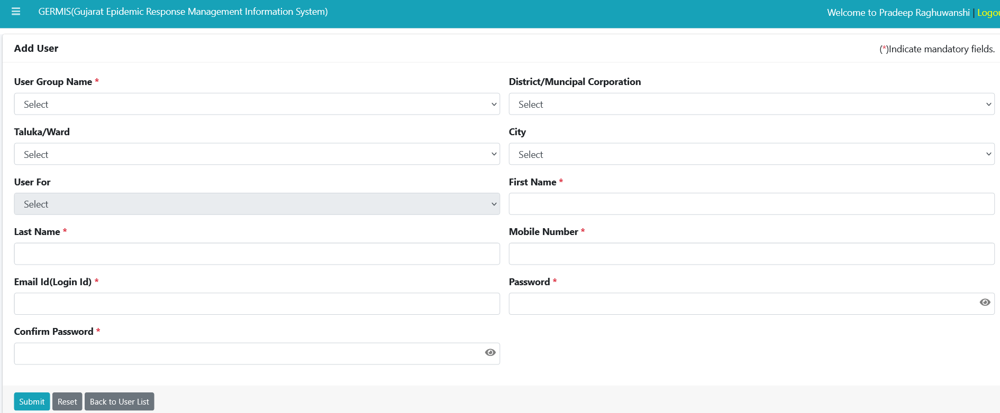 GERMIS(Gujarat Epidemic Response Management Information System)
Welcome to Pradeep Raghuwanshi | Logou
Add User
(*)Indicate mandatory fields.
User Group Name *
District/Muncipal Corporation
Select
Select
Taluka/Ward
City
Select
Select
User For
First Name *
Select
Last Name *
Mobile Number *
Email Id(Login Id) *
Password *
Confirm Password *
Submit
Reset
Back to User List